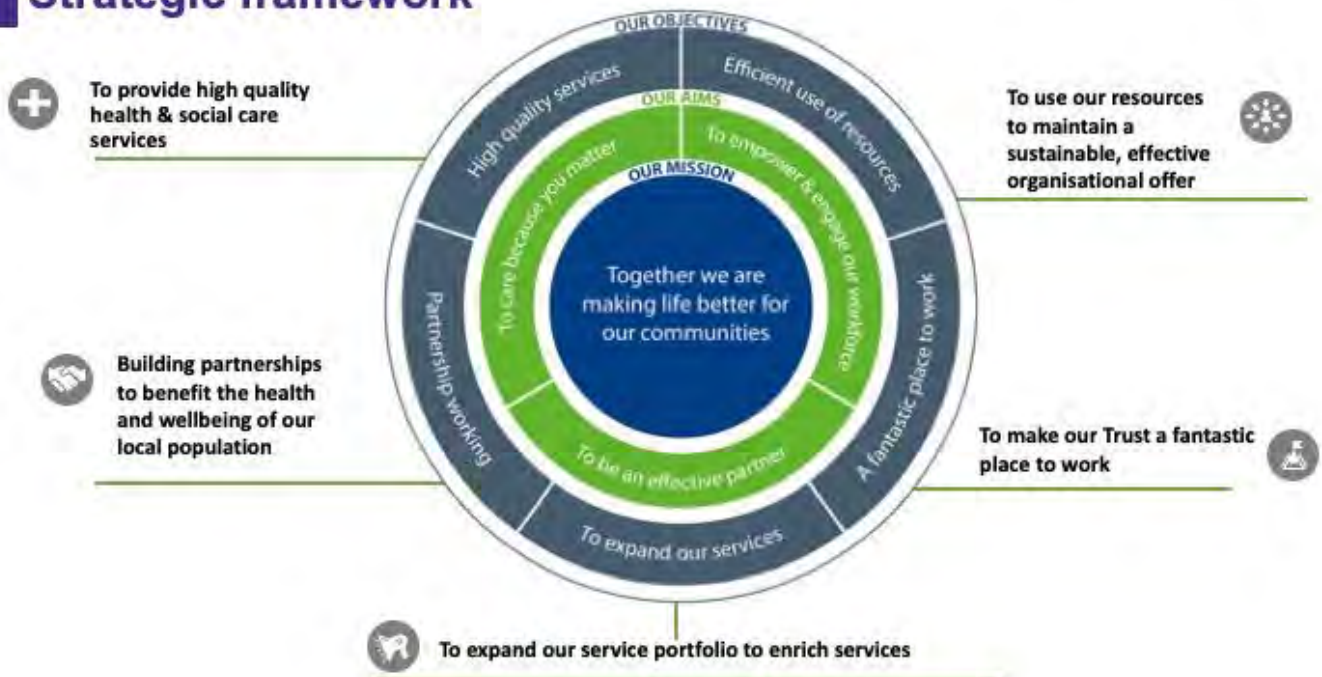 Strategic framework
To provide high quality
health & social care
services
Building partnerships
to benefit the health
and wellbeing of our
local population
OUR OBJECTIVES
High quality services
Efficient use of resources
A fantastic place to work
To expand our services
Partnership working
OUR AIMS
To care because you matter
To empower & engage our workforce
To be an effective partner
OUR MISSION
Together we are
making life better for
our communities
To use our resources
to maintain a
sustainable, effective
organisational offer
To make our Trust a fantastic
place to work
To expand our service portfolio to enrich services